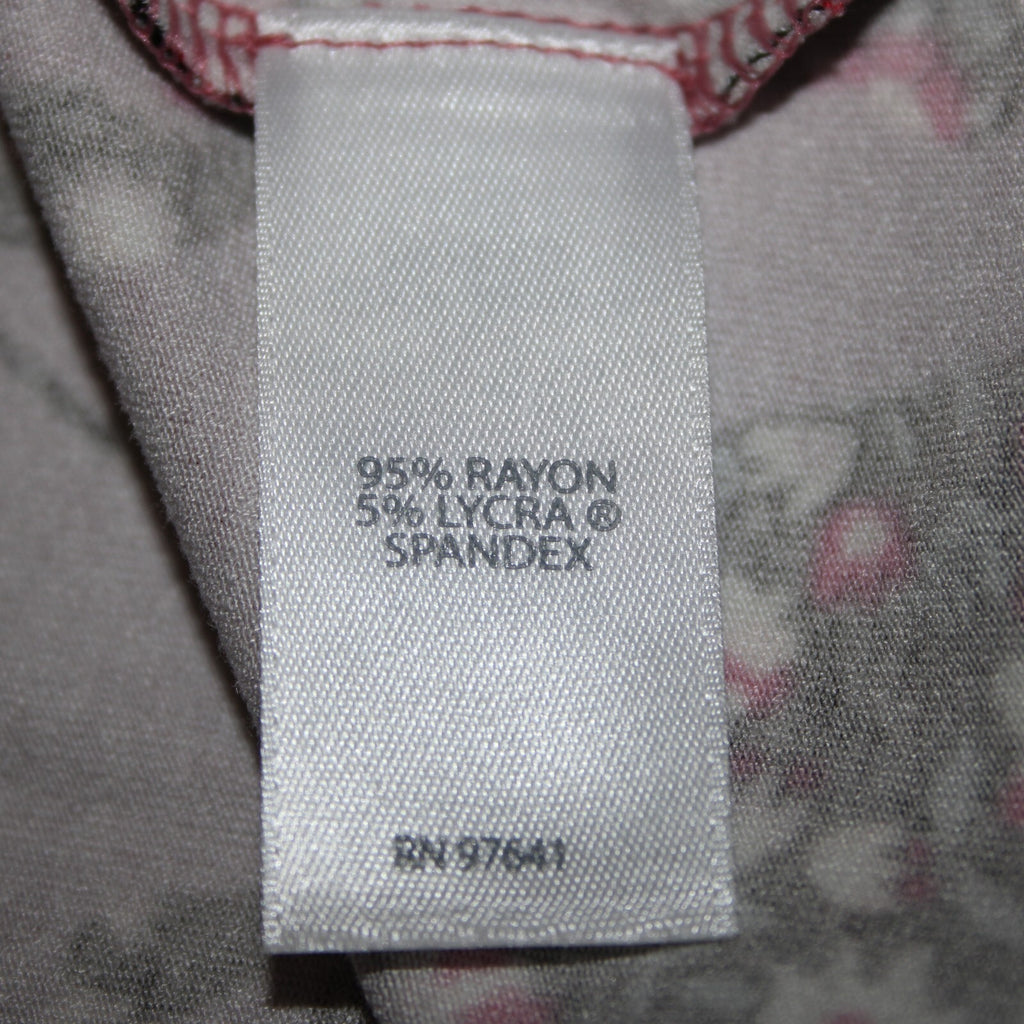 95% RAYON
5% LYCRA ®
SPANDEX
RN 97641